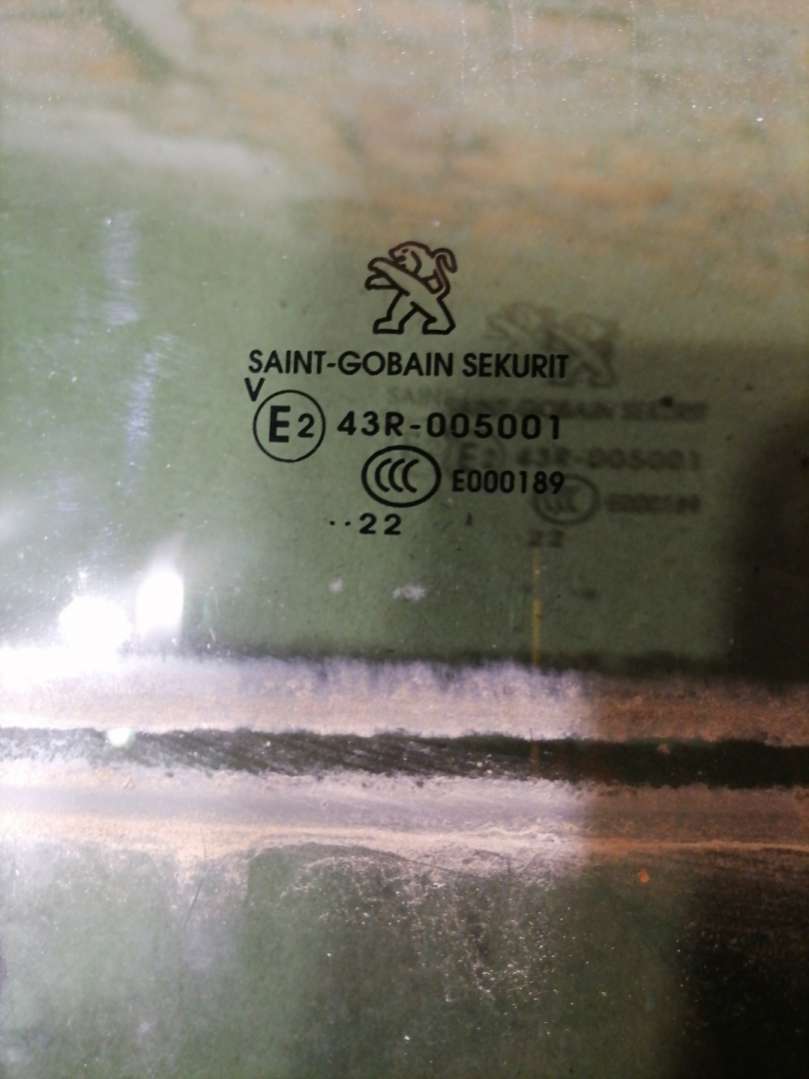 SAINT-GOBAIN SEKURIT
V
E2 43R-005001
CCC E000189
..22